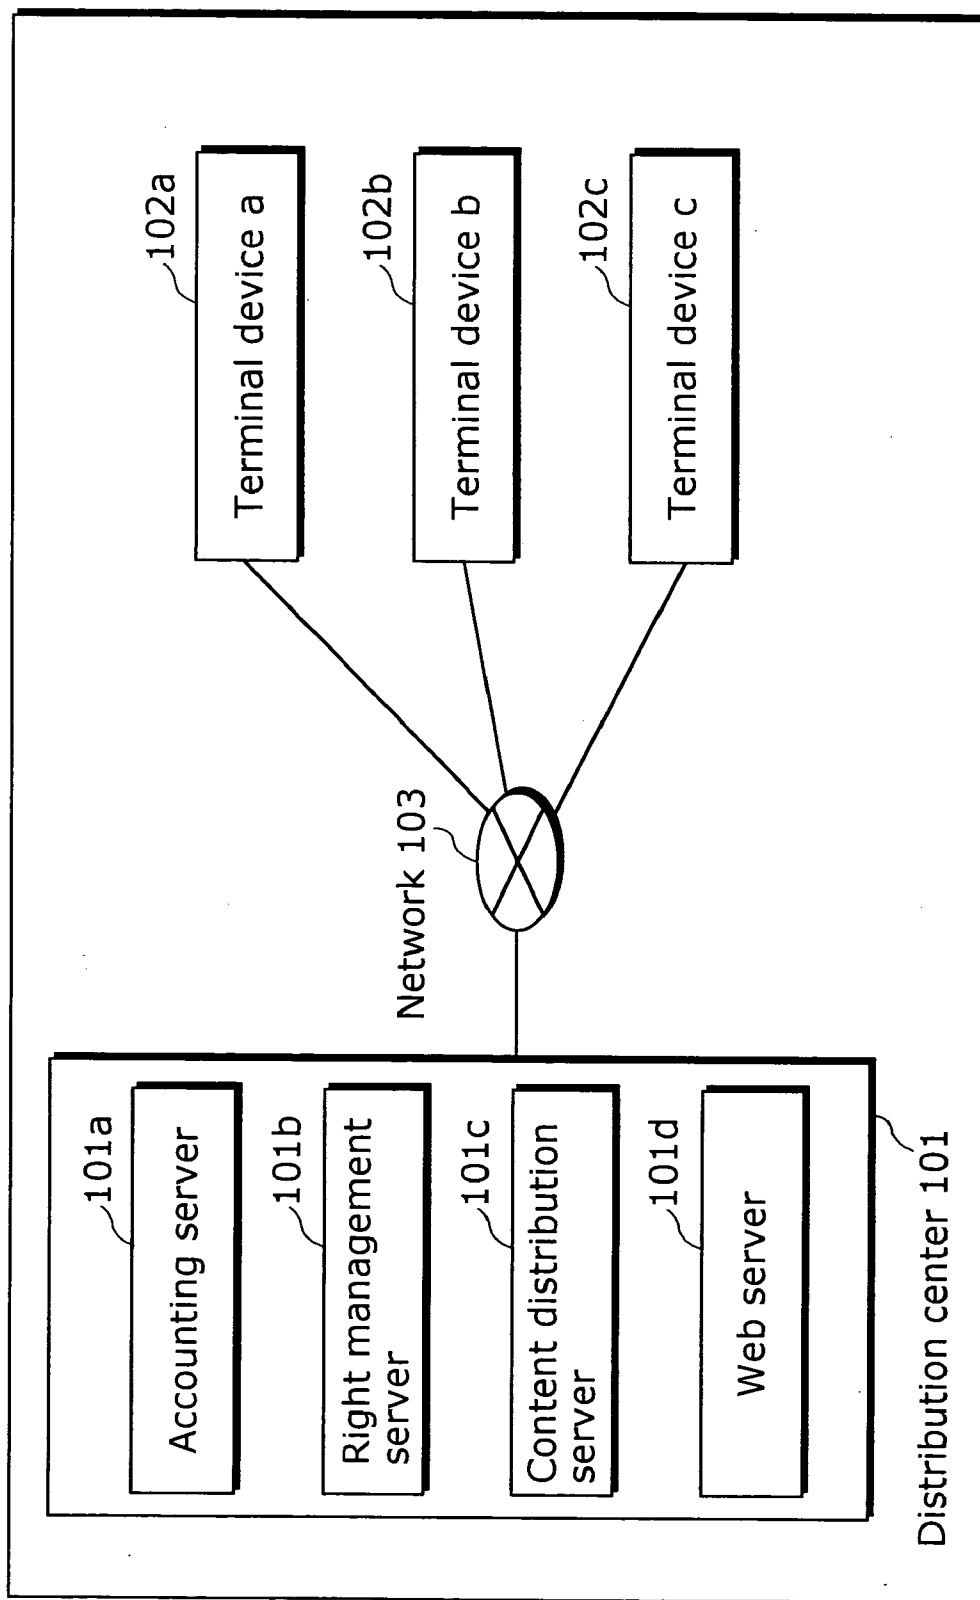 101a
Accounting server
101b
Right management
server
101c
Content distribution
server
101d
Web server
Distribution center 101
Network 103
102a
Terminal device a
102b
Terminal device b
102c
Terminal device c